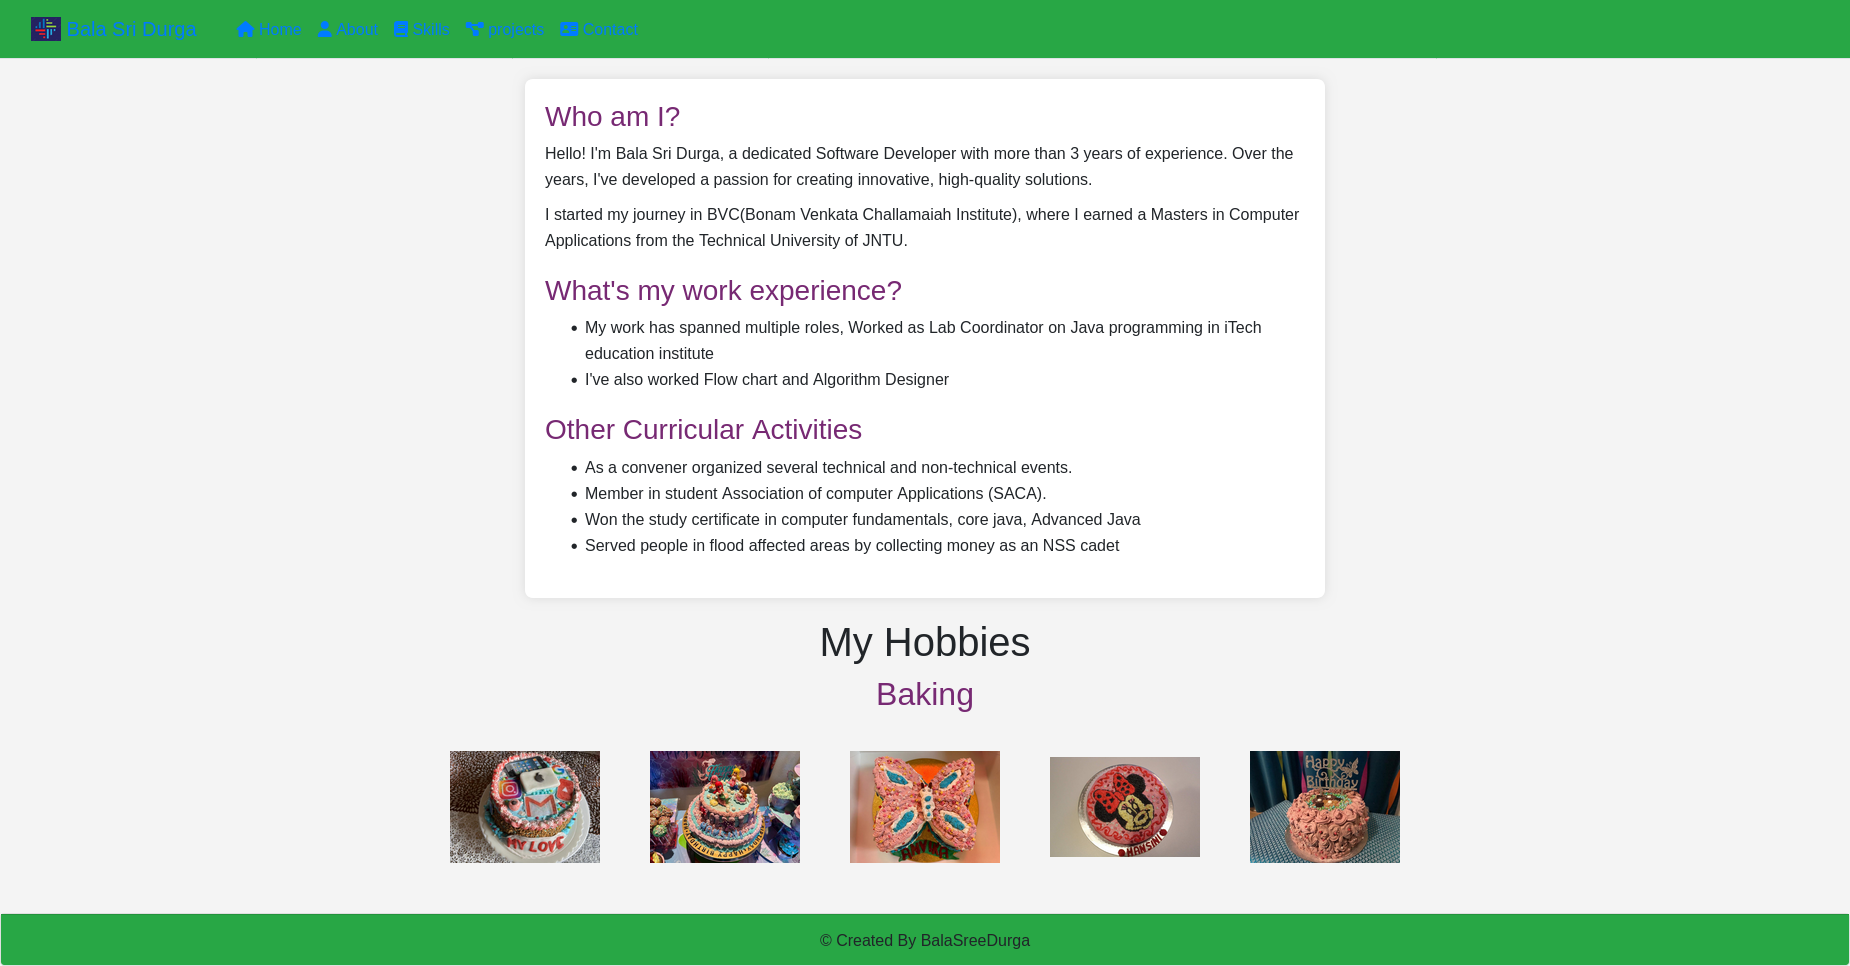 Bala Sri Durga Home About Skills projects Contact
Who am I?
Hello! I'm Bala Sri Durga, a dedicated Software Developer with more than 3 years of experience. Over the
years, I've developed a passion for creating innovative, high-quality solutions.
I started my journey in BVC(Bonam Venkata Challamaiah Institute), where I earned a Masters in Computer
Applications from the Technical University of JNTU.
What's my work experience?
• My work has spanned multiple roles, Worked as Lab Coordinator on Java programming in iTech
education institute
• I've also worked Flow chart and Algorithm Designer
Other Curricular Activities
• As a convener organized several technical and non-technical events.
• Member in student Association of computer Applications (SACA).
• Won the study certificate in computer fundamentals, core java, Advanced Java
• Served people in flood affected areas by collecting money as an NSS cadet
My Hobbies
Baking
MY LOVE
HAPPY BIRTHDAY
HANSINI
Happy
Birthday
© Created By BalaSreeDurga